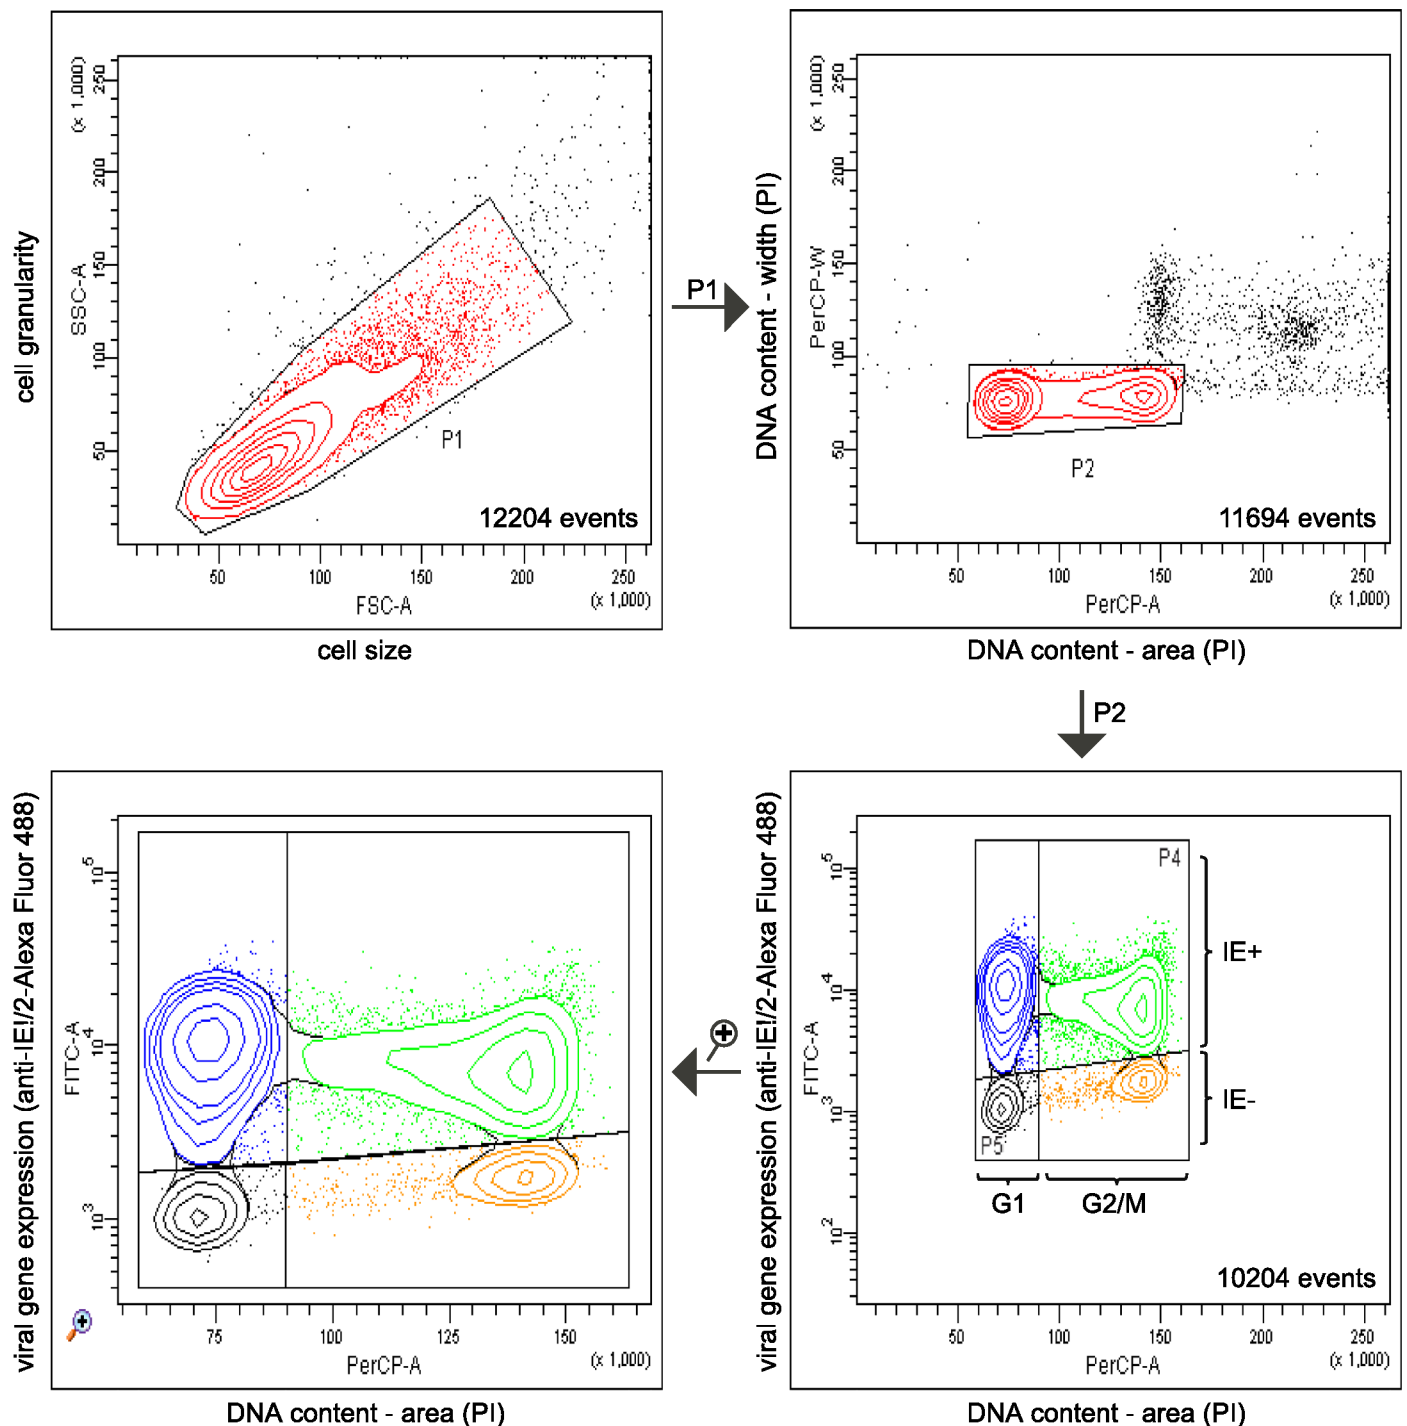 cell granularity
SSC-A
(x 1,000)
250
200
150
100
50
P1
12204 events
50 100 150 200 250
FSC-A
(x 1,000)
cell size
P1
DNA content - width (PI)
PerCP-W
(x 1,000)
250
200
150
100
50
P2
11694 events
50 100 150 200 250
PerCP-A
(x 1,000)
DNA content - area (PI)
P2
viral gene expression (anti-IE!/2-Alexa Fluor 488)
FITC-A
10^5
10^4
10^3
75 100 125 150
PerCP-A
(x 1,000)
DNA content - area (PI)
viral gene expression (anti-IE!/2-Alexa Fluor 488)
FITC-A
10^5
10^4
10^3
10^2
P4
IE+
IE-
P5
G1
G2/M
10204 events
50 100 150 200 250
PerCP-A
(x 1,000)
DNA content - area (PI)